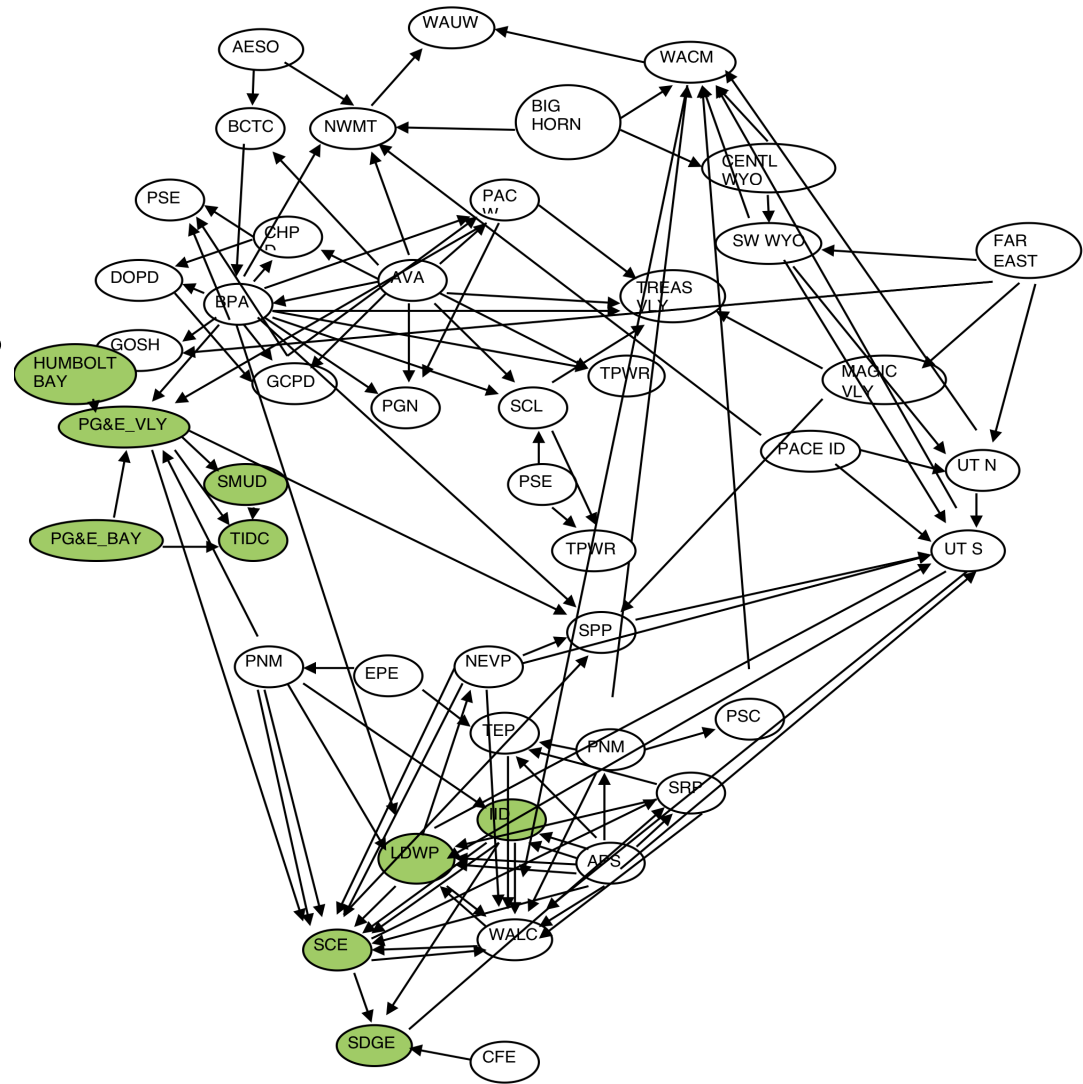 WAUW
AESO
WACM
BIG
HORN
BCTC
NWMT
CENTL
WYO
PSE
PAC
W
CHP
D
SW WYO
FAR
EAST
DOPD
AVA
BPA
TREAS
VLY
GOSH
HUMBOLT
BAY
GCPD
TPWR
MAGIC
VLY
PGN
SCL
PG&E_VLY
PACE ID
UT N
SMUD
PSE
PG&E_BAY
TIDC
TPWR
UT S
SPP
PNM
EPE
NEVP
PSC
TEP
PNM
SRP
IID
LDWP
APS
SCE
WALC
SDGE
CFE